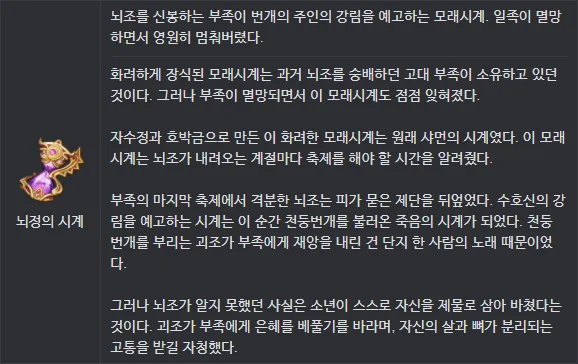 뇌조를 신봉하는 부족이 번개의 주인의 강림을 예고하는 모래시계. 일족이 멸망
하면서 영원히 멈춰버렸다.
화려하게 장식된 모래시계는 과거 뇌조를 숭배하던 고대 부족이 소유하고 있던
것이다. 그러나 부족이 멸망되면서 이 모래시계도 점점 잊혀졌다.
자수정과 호박금으로 만든 이 화려한 모래시계는 원래 샤먼의 시계였다. 이 모래
시계는 뇌조가 내려오는 계절마다 축제를 해야 할 시간을 알려줬다.
부족의 마지막 축제에서 격분한 뇌조는 피가 묻은 제단을 뒤엎었다. 수호신의 강
림을 예고하는 시계는 이 순간 천둥번개를 불러온 죽음의 시계가 되었다. 천둥
번개를 부리는 괴조가 부족에게 재앙을 내린 건 단지 한 사람의 노래 때문이었
다.
그러나 뇌조가 알지 못했던 사실은 소년이 스스로 자신을 제물로 삼아 바쳤다는
것이다. 괴조가 부족에게 은혜를 베풀기를 바라며, 자신의 살과 뼈가 분리되는
고통을 받길 자청했다.
뇌정의 시계